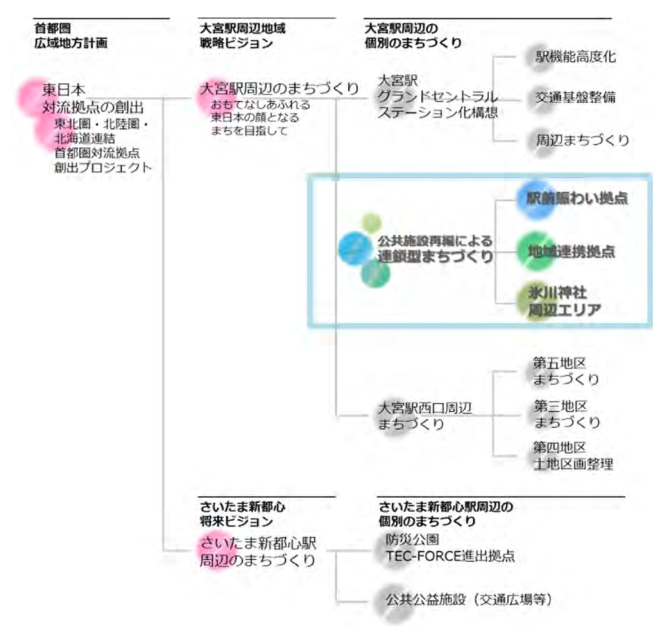 首都圏
広域地方計画
東日本
対流拠点の創出
東北圏・北陸圏・
北海道連結
首都圏対流拠点
創出プロジェクト
大宮駅周辺地域
戦略ビジョン
大宮駅周辺のまちづくり
おもてなしあふれる
東日本の顔となる
まちを目指して
大宮駅周辺の
個別のまちづくり
大宮駅
グランドセントラル
ステーション化構想
駅機能高度化
交通基盤整備
周辺まちづくり
公共施設再編による
連鎖型まちづくり
駅前賑わい拠点
地域連携拠点
氷川神社
周辺エリア
大宮駅西口周辺
まちづくり
第五地区
まちづくり
第三地区
まちづくり
第四地区
土地区画整理
さいたま新都心
将来ビジョン
さいたま新都心駅
周辺のまちづくり
さいたま新都心駅周辺の
個別のまちづくり
防災公園
TEC-FORCE進出拠点
公共公益施設（交通広場等）